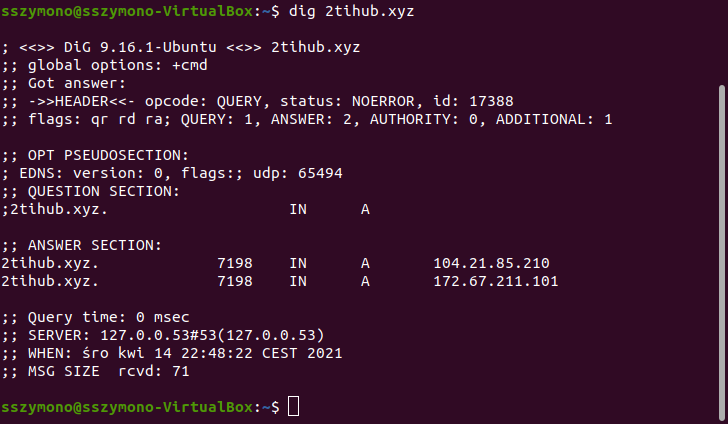 sszymono@sszymono-VirtualBox:~$ dig 2tihub.xyz
; <<>> DiG 9.16.1-Ubuntu <<>> 2tihub.xyz
;; global options: +cmd
;; Got answer:
;; ->>HEADER<<- opcode: QUERY, status: NOERROR, id: 17388
;; flags: qr rd ra; QUERY: 1, ANSWER: 2, AUTHORITY: 0, ADDITIONAL: 1
;; OPT PSEUDOSECTION:
; EDNS: version: 0, flags:; udp: 65494
;; QUESTION SECTION:
;2tihub.xyz. IN A
;; ANSWER SECTION:
2tihub.xyz. 7198 IN A 104.21.85.210
2tihub.xyz. 7198 IN A 172.67.211.101
;; Query time: 0 msec
;; SERVER: 127.0.0.53#53(127.0.0.53)
;; WHEN: śro kwi 14 22:48:22 CEST 2021
;; MSG SIZE rcvd: 71
sszymono@sszymono-VirtualBox:~$